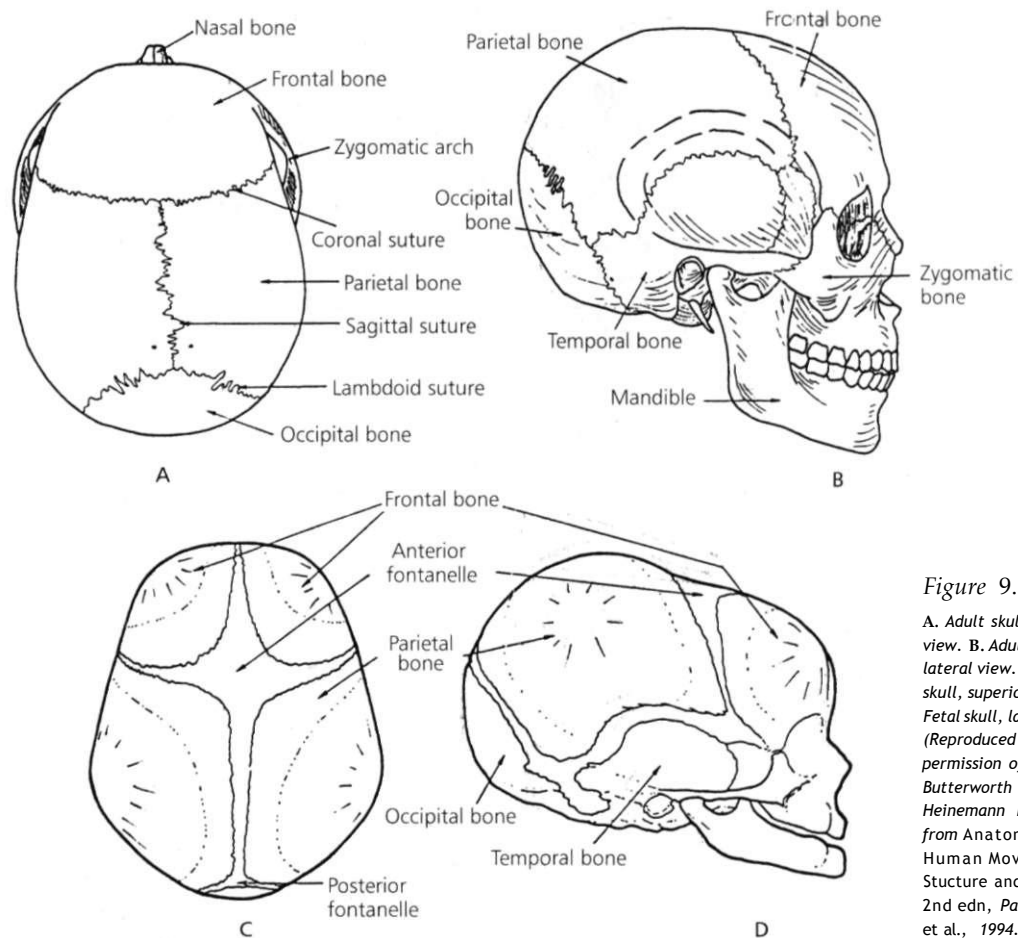 Nasal bone
Frontal bone
Zygomatic arch
Coronal suture
Parietal bone
Sagittal suture
Lambdoid suture
Occipital bone
A
Frontal bone
Parietal bone
Occipital
bone
Zygomatic
bone
Temporal bone
Mandible
B
Frontal bone
Anterior
fontanelle
Parietal
bone
Occipital bone
Temporal bone
Posterior
fontanelle
C
D
Figure 9.
A. Adult skul
view. B. Adu
lateral view.
skull, superio
Fetal skull, la
(Reproduced
permission o
Butterworth
Heinemann
from Anaton
Human Mov
Stucture and
2nd edn, Pa
et al., 1994.